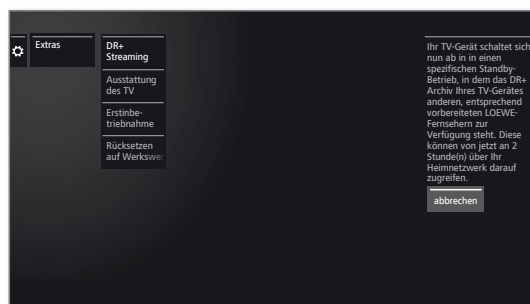 Extras
DR+
Streaming
Ausstattung
des TV
Erstinbe-
triebnahme
Rücksetzen
auf Werkswer
Ihr TV-Gerät schaltet sich
nun ab in in einen
spezifischen Standby-
Betrieb, in dem das DR+
Archiv Ihres TV-Gerätes
anderen, entsprechend
vorbereiteten LOEWE-
Fernsehern zur
Verfügung steht. Diese
können von jetzt an 2
Stunde(n) über Ihr
Heimnetzwerk darauf
zugreifen.
abbrechen